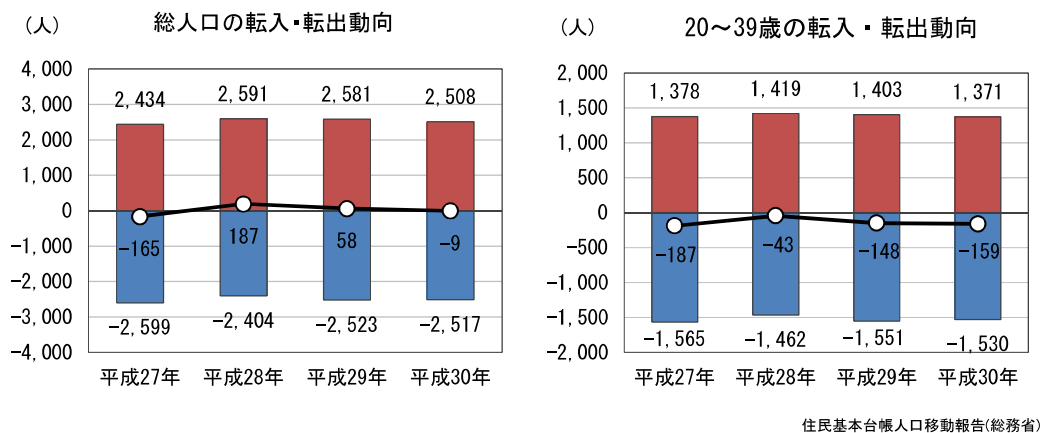 総人口の転入・転出動向
(人)
4,000
3,000
2,000
1,000
0
-1,000
-2,000
-3,000
-4,000
2,434 2,591 2,581 2,508
-165 187 58 -9
-2,599 -2,404 -2,523 -2,517
平成27年 平成28年 平成29年 平成30年
20～39歳の転入・転出動向
(人)
2,000
1,500
1,000
500
0
-500
-1,000
-1,500
-2,000
1,378 1,419 1,403 1,371
-187 -43 -148 -159
-1,565 -1,462 -1,551 -1,530
平成27年 平成28年 平成29年 平成30年
住民基本台帳人口移動報告(総務省)